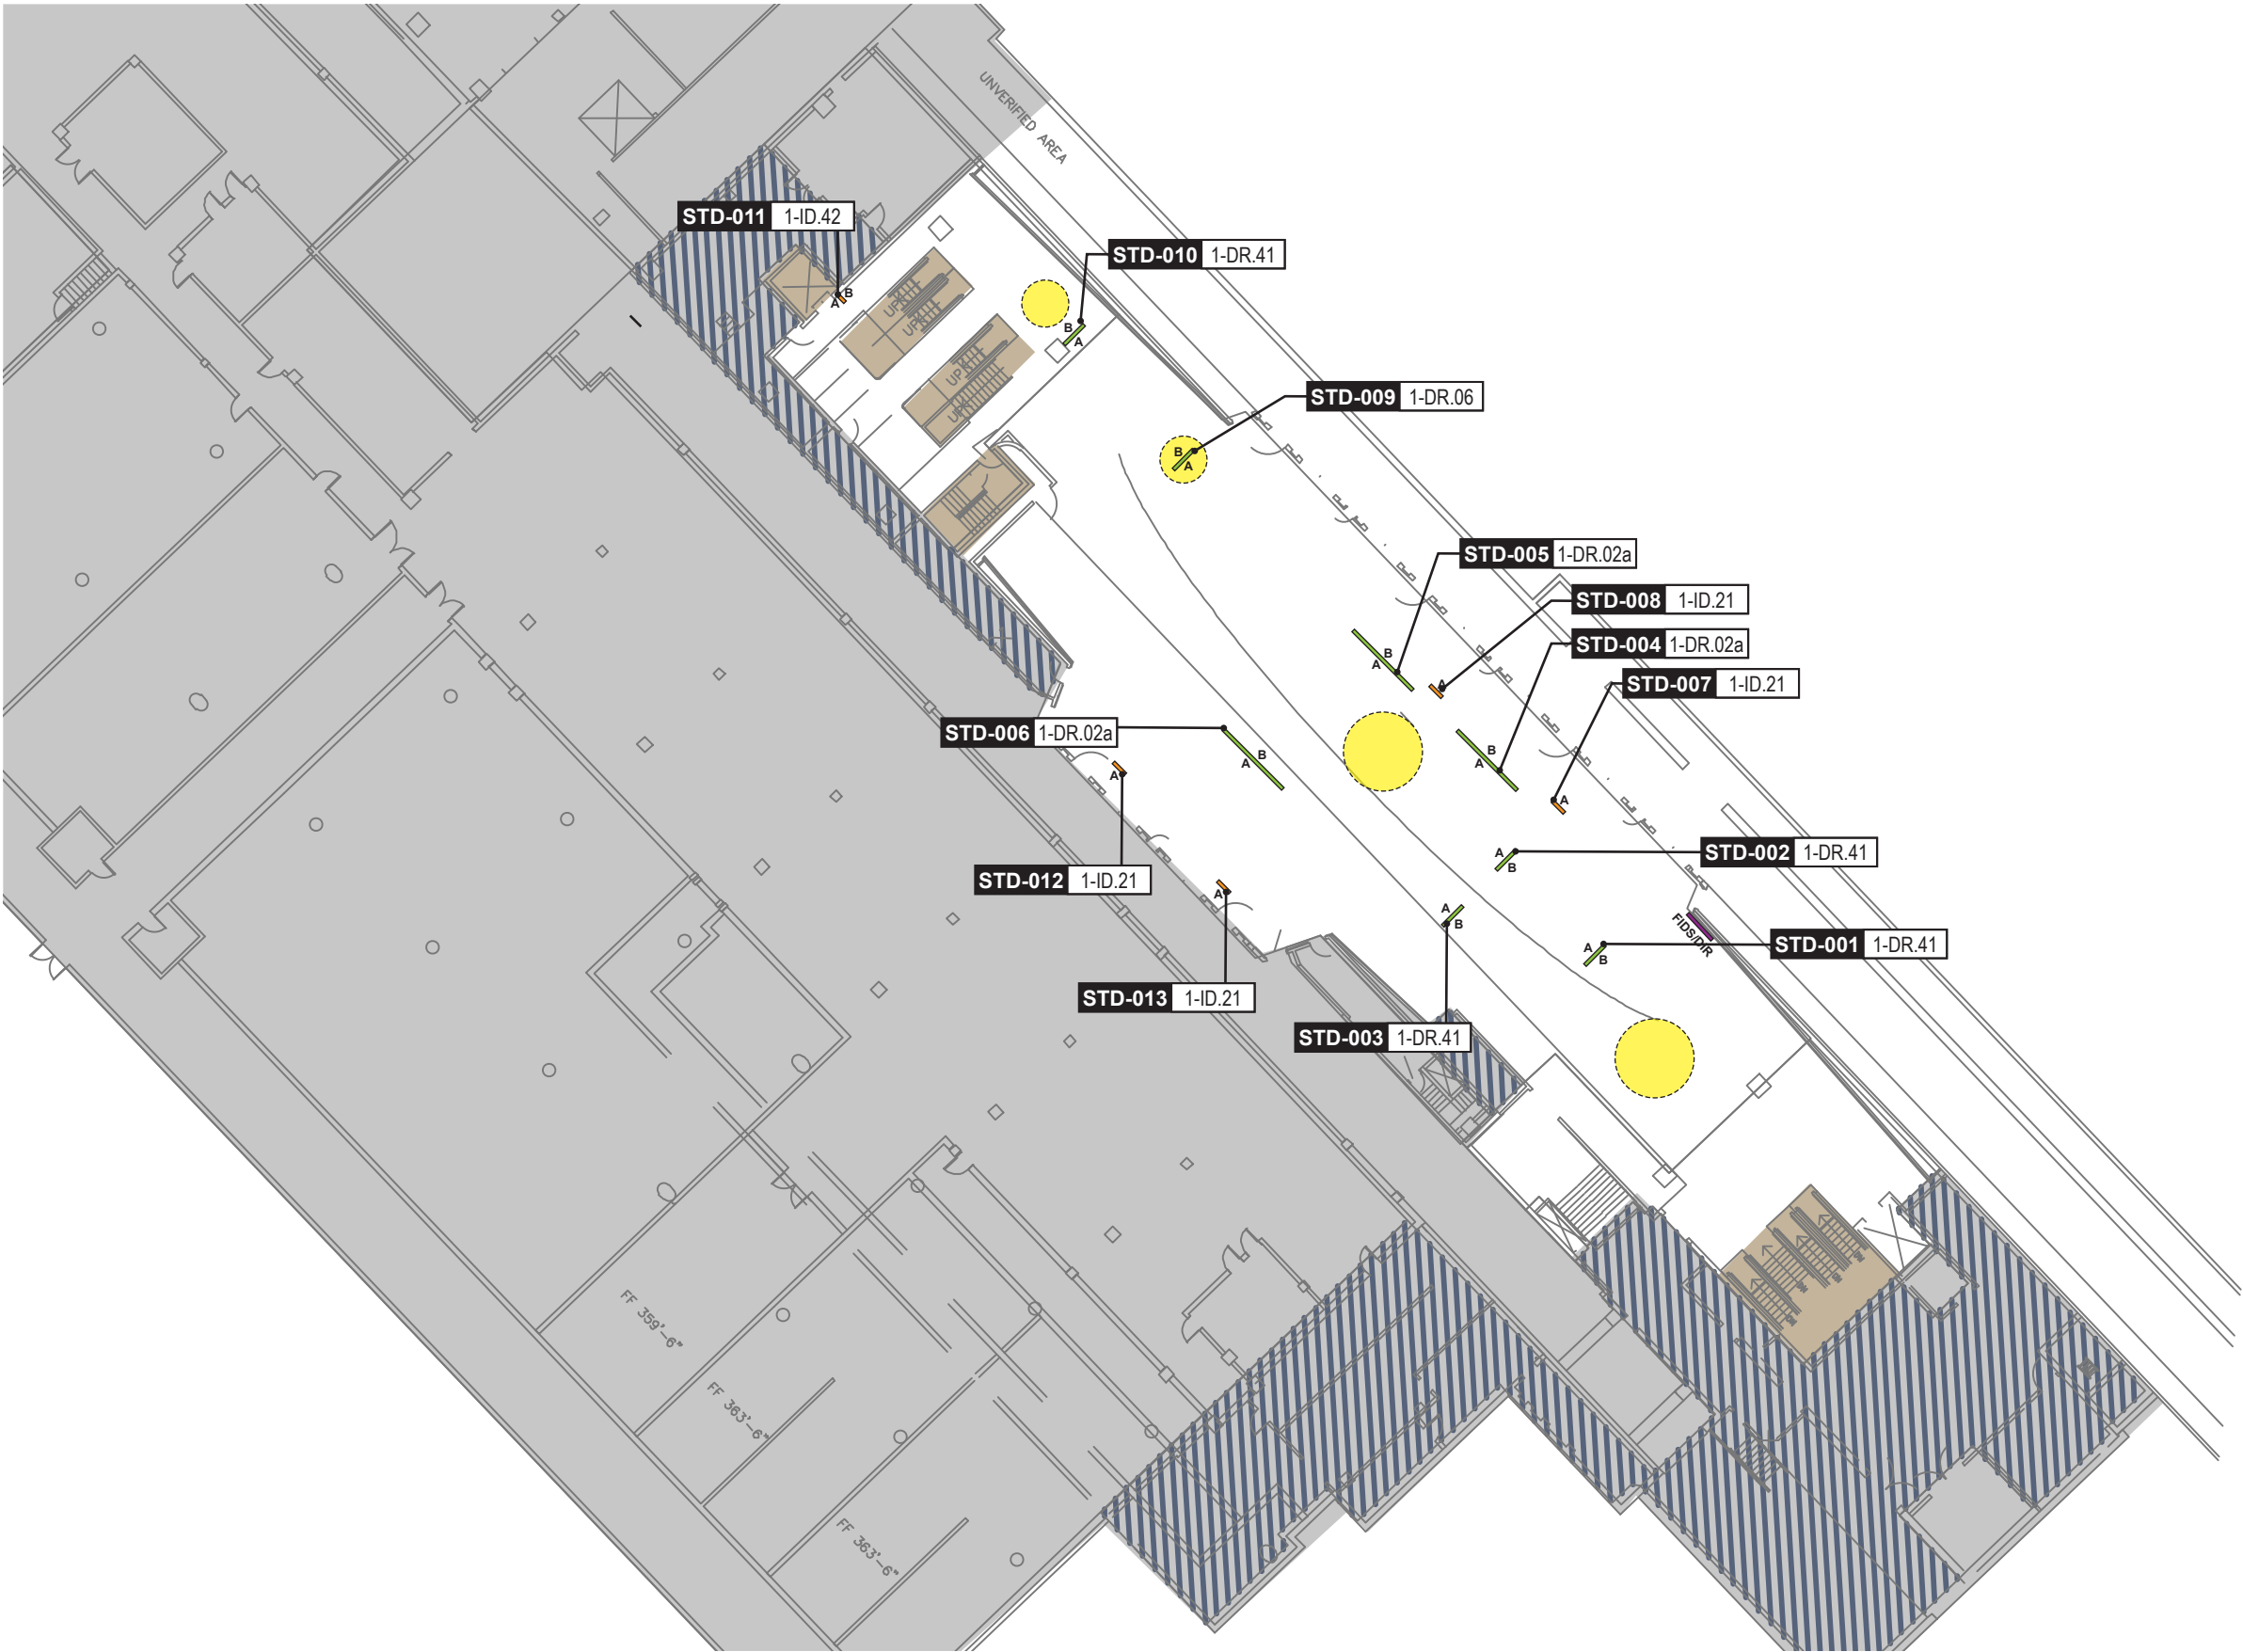 UNVERIFIED AREA
STD-011 1-ID.42
A
B
STD-010 1-DR.41
B
A
UP
UP
UP
UP
STD-009 1-DR.06
B
A
STD-005 1-DR.02a
B
A
STD-008 1-ID.21
A
STD-004 1-DR.02a
B
A
STD-007 1-ID.21
A
STD-006 1-DR.02a
B
A
STD-012 1-ID.21
A
STD-002 1-DR.41
A
B
STD-013 1-ID.21
A
STD-003 1-DR.41
A
B
FIDS/DIR
STD-001 1-DR.41
A
B
FF 359'-6"
FF 363'-6"
FF 363'-6"